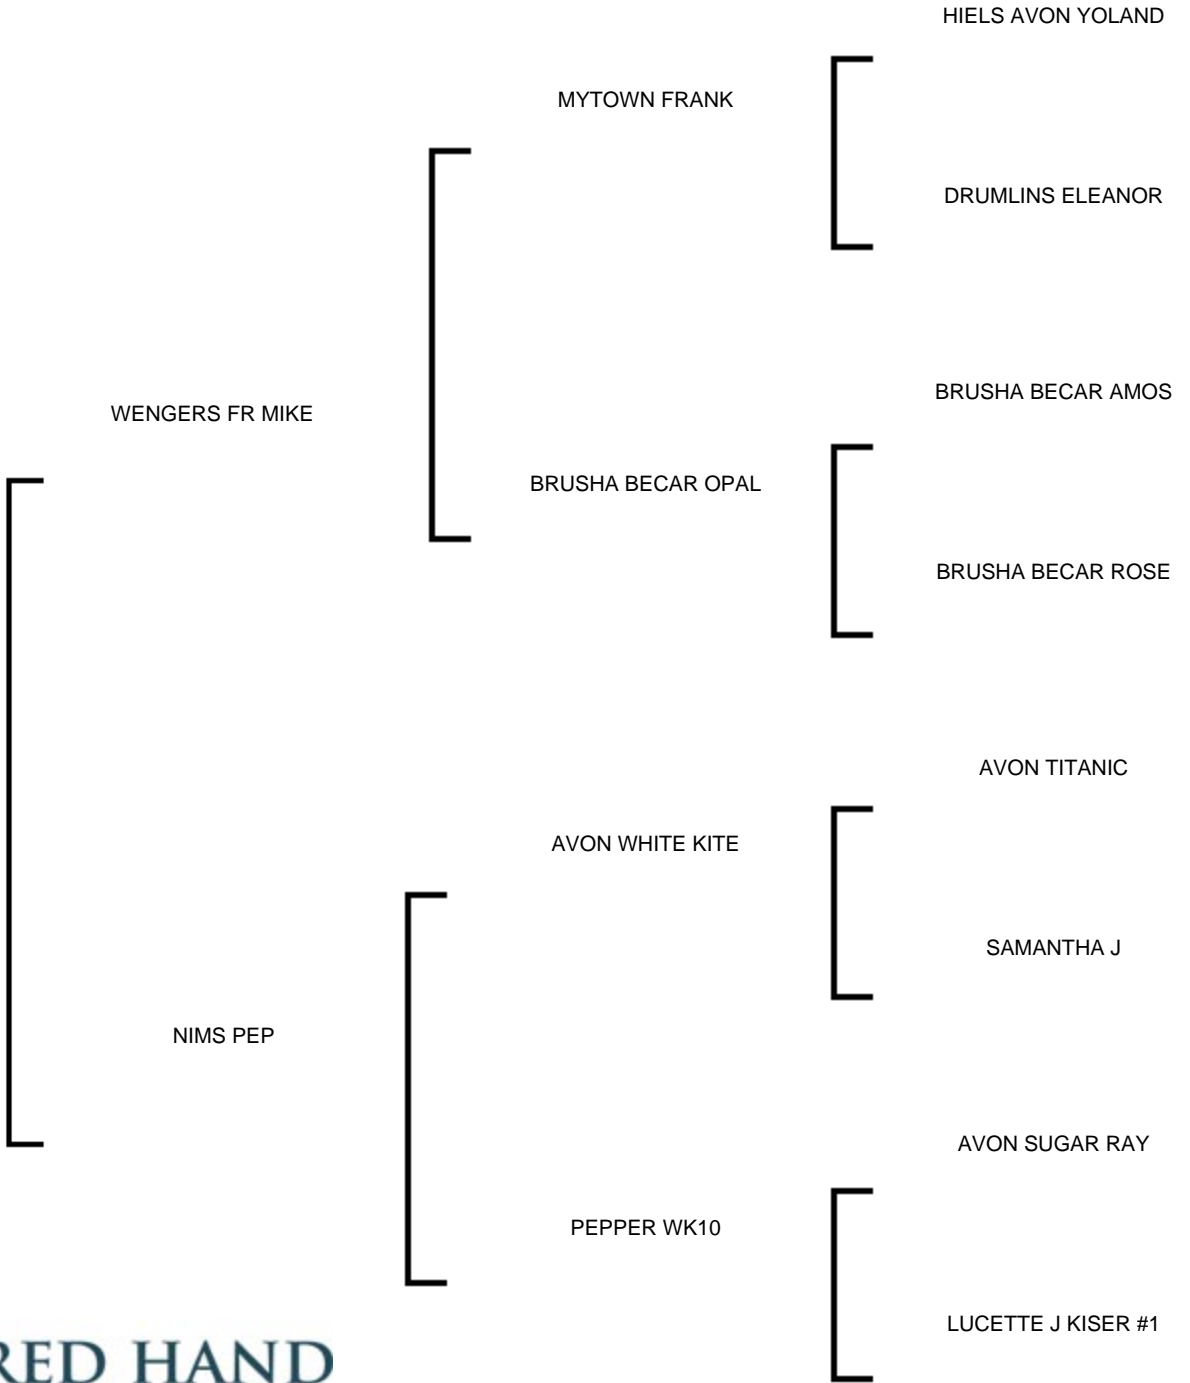 HIELS AVON YOLAND
MYTOWN FRANK
DRUMLINS ELEANOR
BRUSHA BECAR AMOS
WENGERS FR MIKE
BRUSHA BECAR OPAL
BRUSHA BECAR ROSE
AVON TITANIC
AVON WHITE KITE
SAMANTHA J
NIMS PEP
AVON SUGAR RAY
PEPPER WK10
LUCETTE J KISER #1
RED HAND